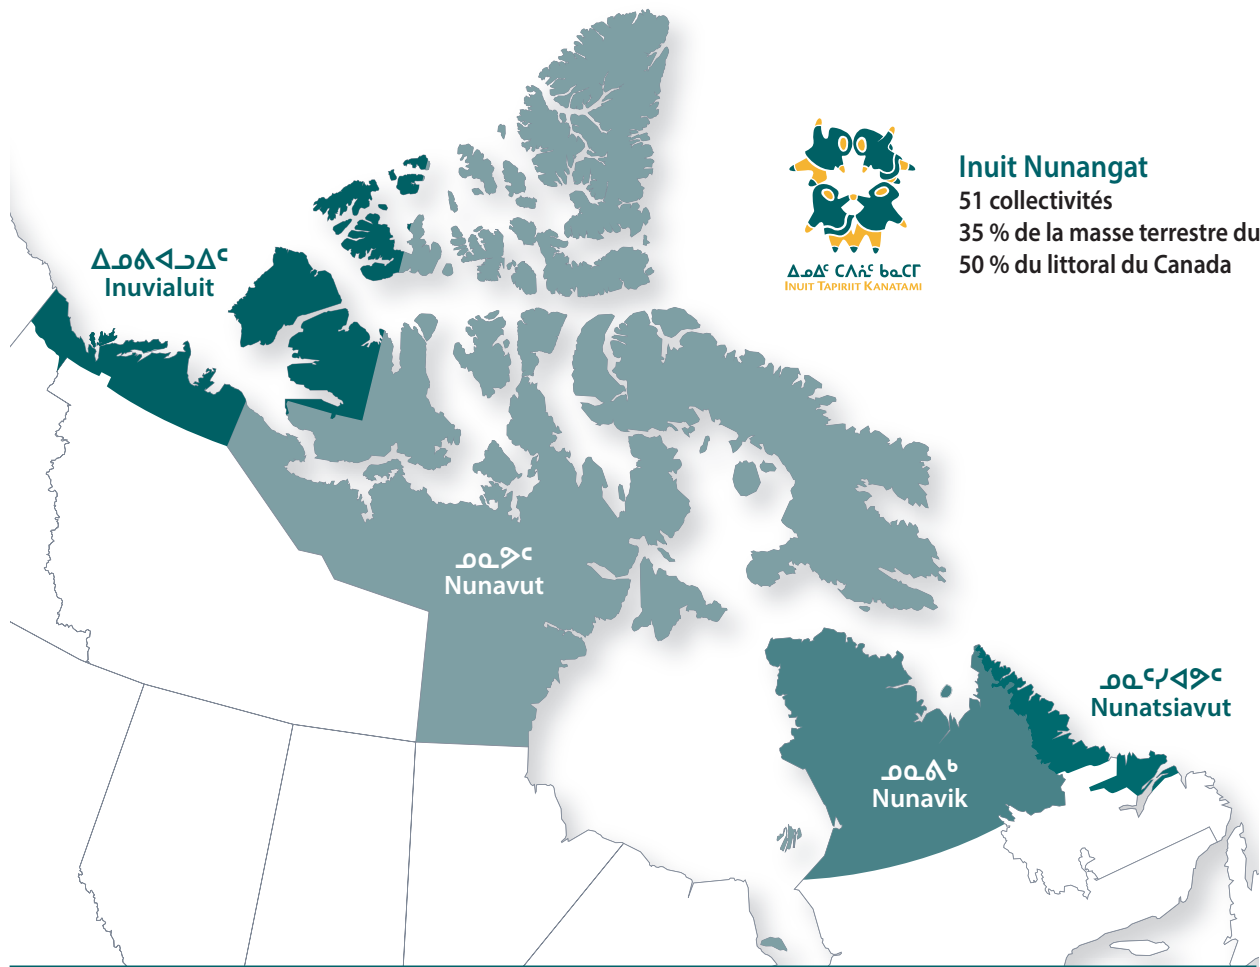 ᐃᓄᕕᐊᓗᐃᑦ
Inuvialuit
ᐃᓄᐃᑦ ᑕᐱᕇᑦ ᑲᓇᑕᒥ
INUIT TAPIRIIT KANATAMI
Inuit Nunangat
51 collectivités
35 % de la masse terrestre du
50 % du littoral du Canada
ᓄᓇᕗᑦ
Nunavut
ᓄᓇᑦᓯᐊᕗᑦ
Nunatsiavut
ᓄᓇᕕᒃ
Nunavik